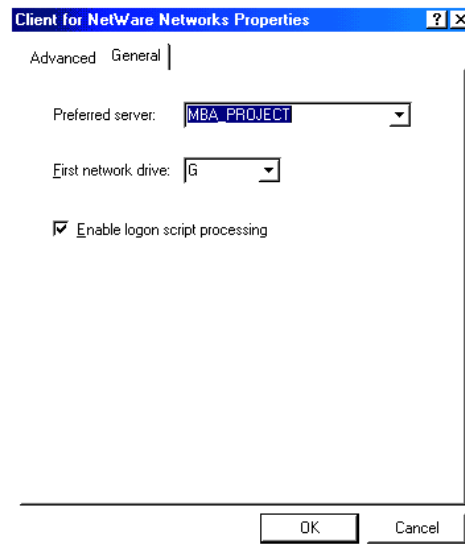 Client for NetWare Networks Properties ? X
Advanced General
Preferred server: MBA_PROJECT
First network drive: G
Enable logon script processing
OK Cancel